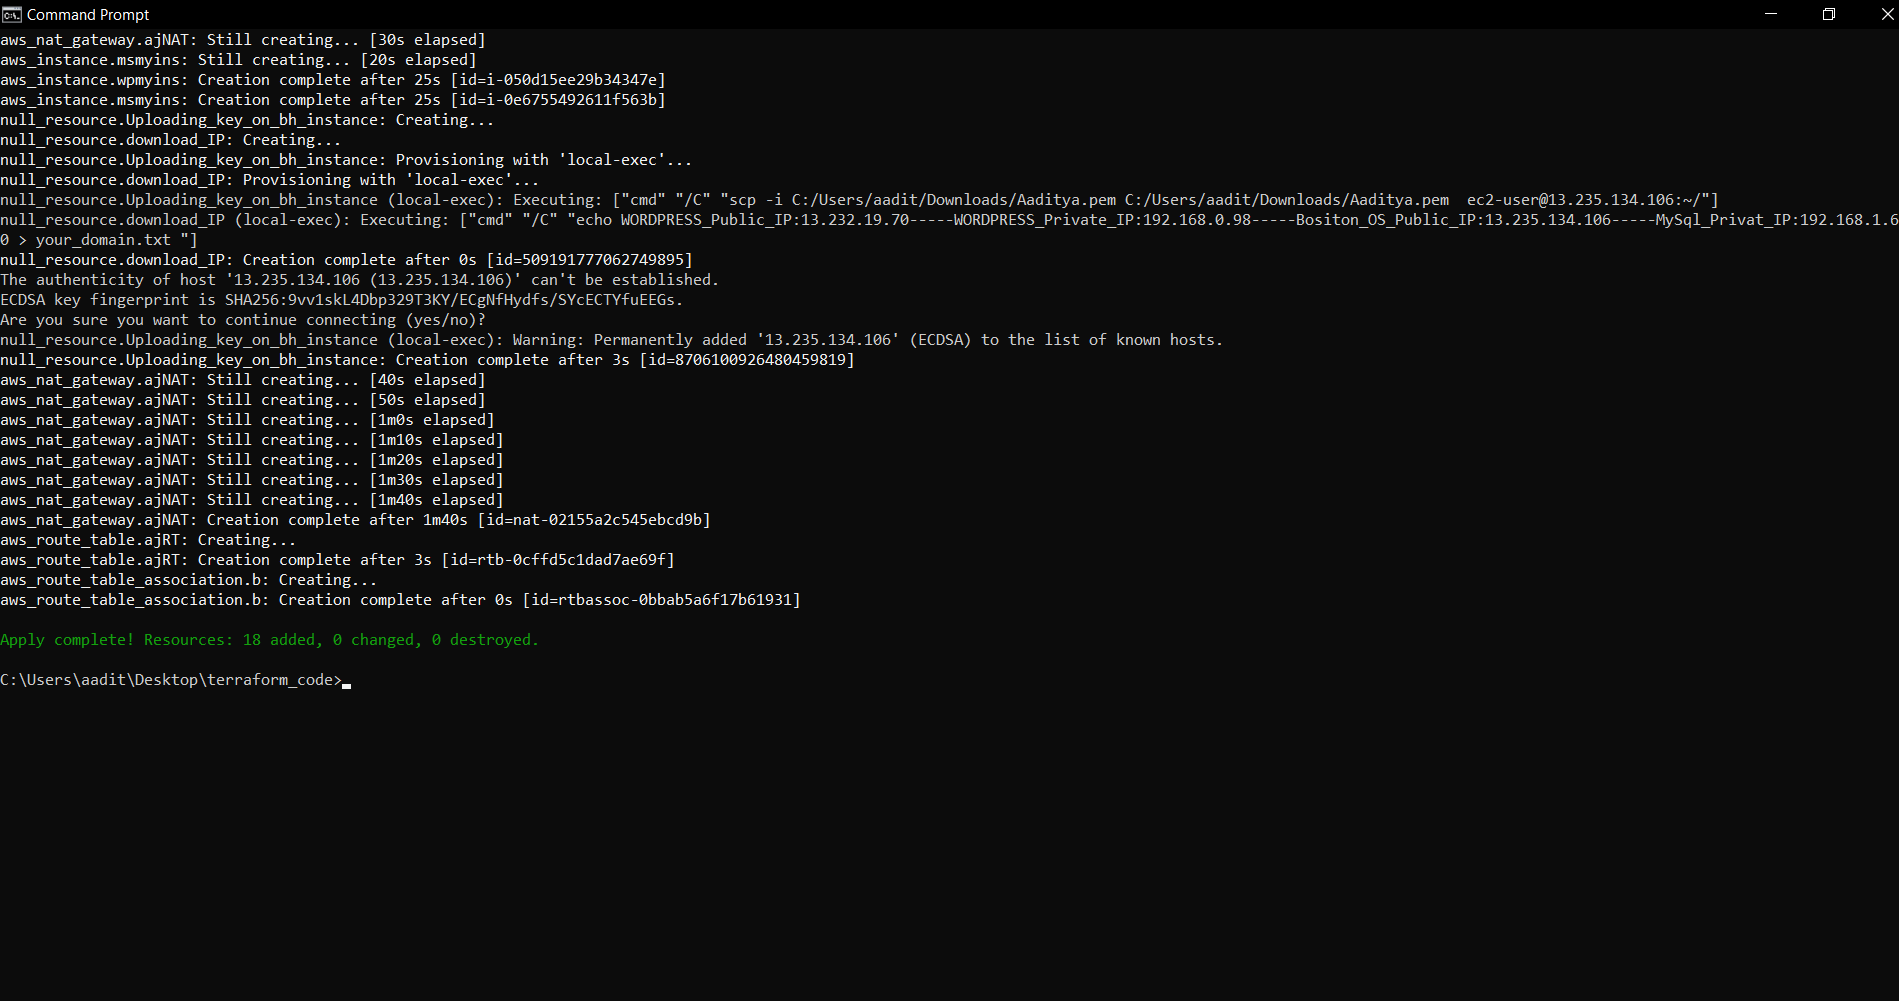 Command Prompt
aws_nat_gateway.ajNAT: Still creating... [30s elapsed]
aws_instance.msmyins: Still creating... [20s elapsed]
aws_instance.wpmyins: Creation complete after 25s [id=i-050d15ee29b34347e]
aws_instance.msmyins: Creation complete after 25s [id=i-0e6755492611f563b]
null_resource.Uploading_key_on_bh_instance: Creating...
null_resource.download_IP: Creating...
null_resource.Uploading_key_on_bh_instance: Provisioning with 'local-exec'...
null_resource.download_IP: Provisioning with 'local-exec'...
null_resource.Uploading_key_on_bh_instance (local-exec): Executing: ["cmd" "/C" "scp -i C:/Users/aadit/Downloads/Aaditya.pem C:/Users/aadit/Downloads/Aaditya.pem  ec2-user@13.235.134.106:~/"]
null_resource.download_IP (local-exec): Executing: ["cmd" "/C" "echo WORDPRESS_Public_IP:13.232.19.70-----WORDPRESS_Private_IP:192.168.0.98-----Bositon_OS_Public_IP:13.235.134.106-----MySql_Privat_IP:192.168.1.6
0 > your_domain.txt "]
null_resource.download_IP: Creation complete after 0s [id=509191777062749895]
The authenticity of host '13.235.134.106 (13.235.134.106)' can't be established.
ECDSA key fingerprint is SHA256:9vv1skL4Dbp329T3KY/ECgNfHydfs/SYcECTYfuEEGs.
Are you sure you want to continue connecting (yes/no)?
null_resource.Uploading_key_on_bh_instance (local-exec): Warning: Permanently added '13.235.134.106' (ECDSA) to the list of known hosts.
null_resource.Uploading_key_on_bh_instance: Creation complete after 3s [id=8706100926480459819]
aws_nat_gateway.ajNAT: Still creating... [40s elapsed]
aws_nat_gateway.ajNAT: Still creating... [50s elapsed]
aws_nat_gateway.ajNAT: Still creating... [1m0s elapsed]
aws_nat_gateway.ajNAT: Still creating... [1m10s elapsed]
aws_nat_gateway.ajNAT: Still creating... [1m20s elapsed]
aws_nat_gateway.ajNAT: Still creating... [1m30s elapsed]
aws_nat_gateway.ajNAT: Still creating... [1m40s elapsed]
aws_nat_gateway.ajNAT: Creation complete after 1m40s [id=nat-02155a2c545ebcd9b]
aws_route_table.ajRT: Creating...
aws_route_table.ajRT: Creation complete after 3s [id=rtb-0cffd5c1dad7ae69f]
aws_route_table_association.b: Creating...
aws_route_table_association.b: Creation complete after 0s [id=rtbassoc-0bbab5a6f17b61931]
Apply complete! Resources: 18 added, 0 changed, 0 destroyed.
C:\Users\aadit\Desktop\terraform_code>